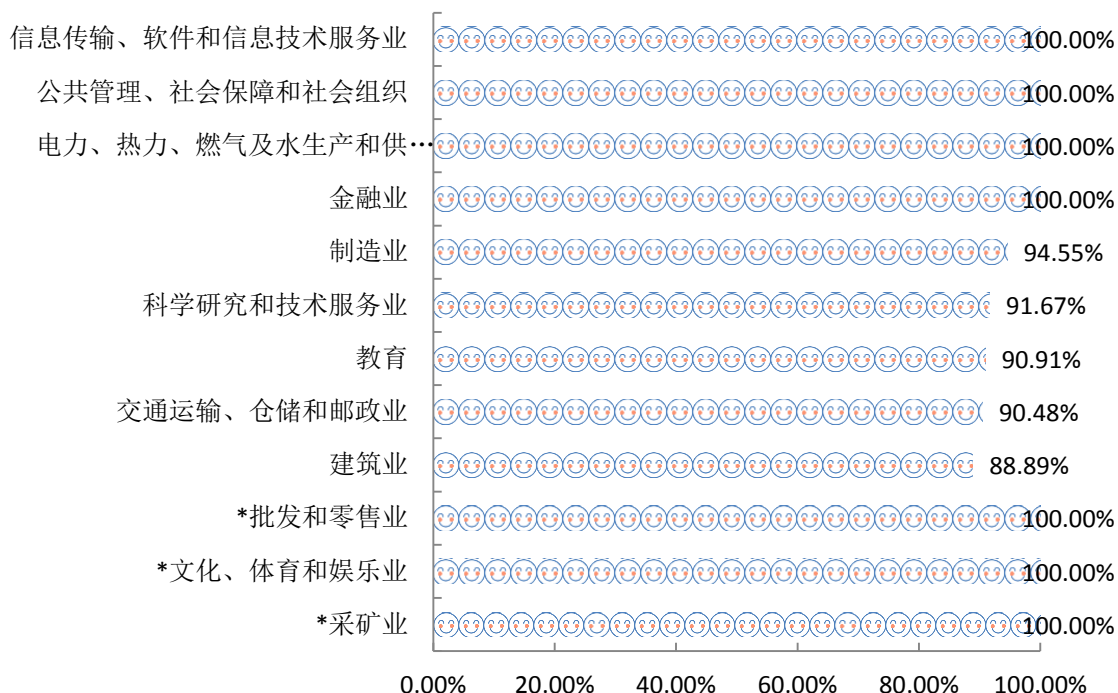 信息传输、软件和信息技术服务业 100.00%
公共管理、社会保障和社会组织 100.00%
电力、热力、燃气及水生产和供… 100.00%
金融业 100.00%
制造业 94.55%
科学研究和技术服务业 91.67%
教育 90.91%
交通运输、仓储和邮政业 90.48%
建筑业 88.89%
*批发和零售业 100.00%
*文化、体育和娱乐业 100.00%
*采矿业 100.00%
0.00% 20.00% 40.00% 60.00% 80.00% 100.00%